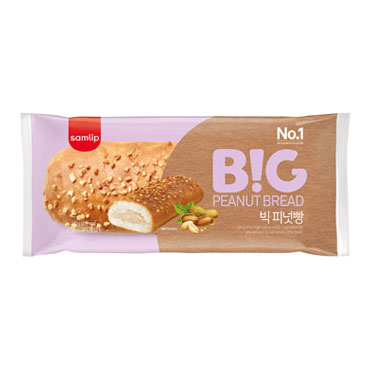 samlip
No.1
B!G
PEANUT BREAD
빅 피넛빵